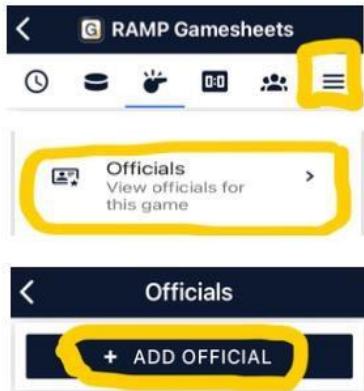 G RAMP Gamesheets
0:0
Officials
View officials for
this game
Officials
+ ADD OFFICIAL